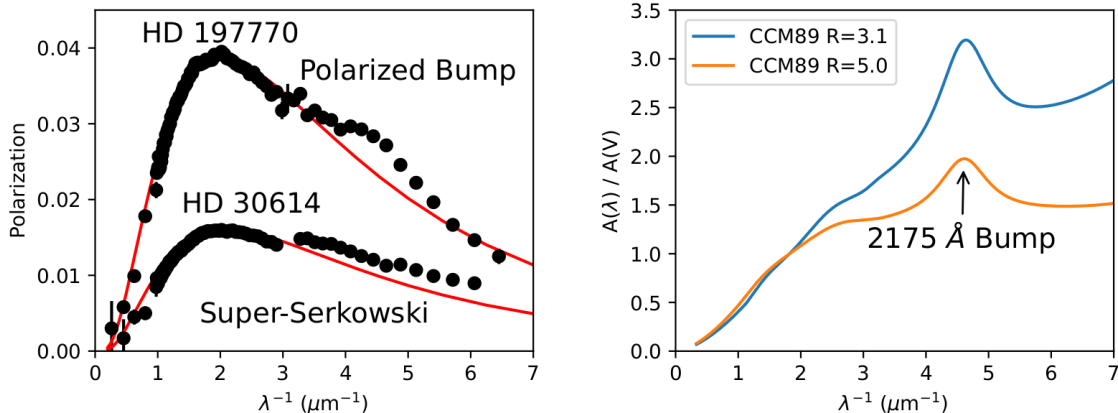 HD 197770
Polarized Bump
HD 30614
Super-Serkowski
Polarization
0.04
0.03
0.02
0.01
0.00
0 1 2 3 4 5 6 7
λ⁻¹ (μm⁻¹)
CCM89 R=3.1
CCM89 R=5.0
2175 Å Bump
A(λ) / A(V)
3.5
3.0
2.5
2.0
1.5
1.0
0.5
0.0
0 1 2 3 4 5 6 7
λ⁻¹ (μm⁻¹)